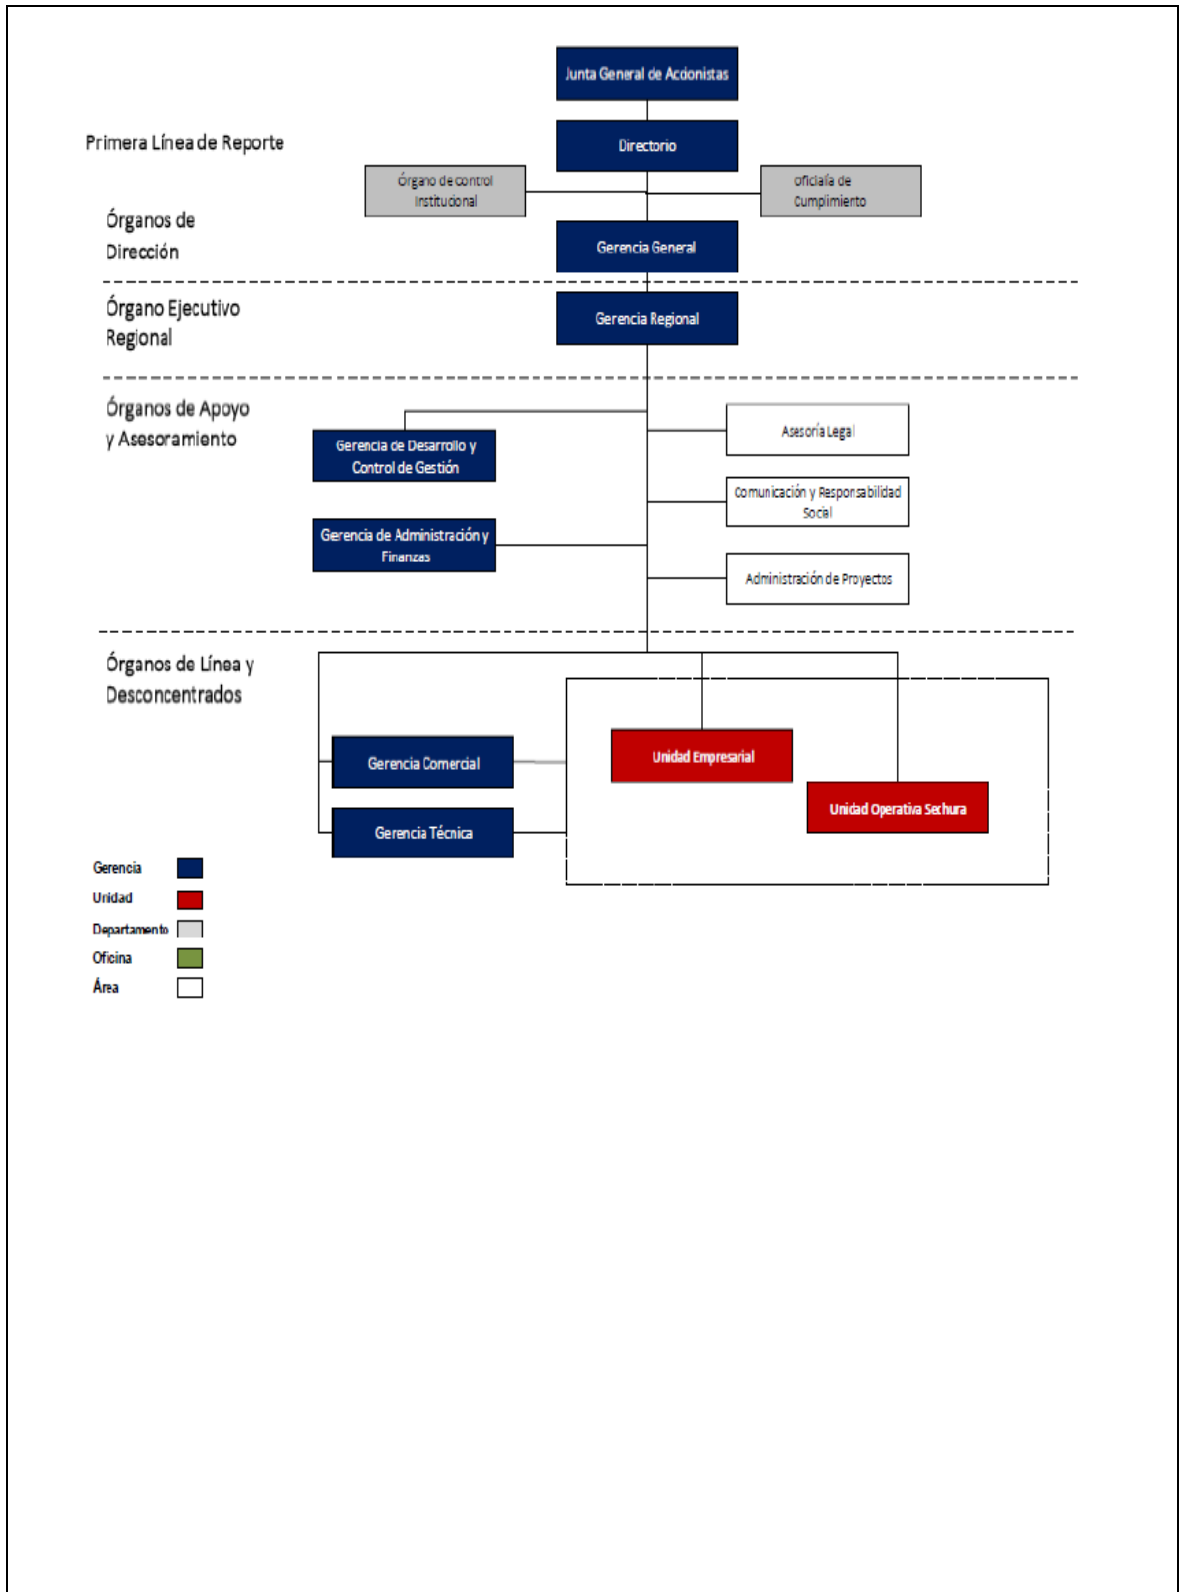 Junta General de Accionistas
Primera Línea de Reporte
Directorio
Órgano de Control
Institucional
Oficialía de
Cumplimiento
Órganos de
Dirección
Gerencia General
Órgano Ejecutivo
Regional
Gerencia Regional
Órganos de Apoyo
y Asesoramiento
Gerencia de Desarrollo y
Control de Gestión
Asesoría Legal
Comunicación y Responsabilidad
Social
Gerencia de Administración y
Finanzas
Administración de Proyectos
Órganos de Línea y
Desconcentrados
Unidad Empresarial
Gerencia Comercial
Unidad Operativa Sechura
Gerencia Técnica
Gerencia
Unidad
Departamento
Oficina
Área